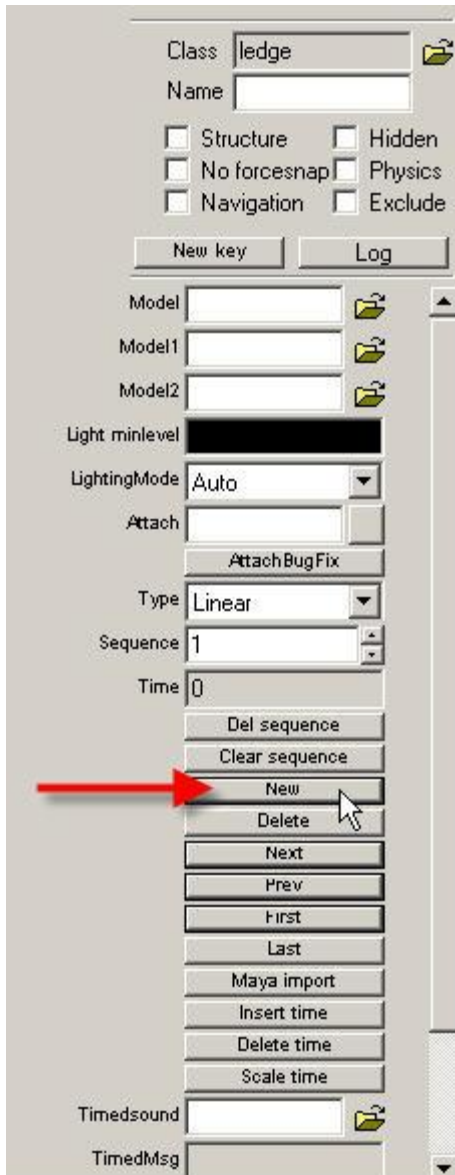 Class ledge
Name
Structure Hidden
No forcesnap Physics
Navigation Exclude
New key Log
Model
Model1
Model2
Light minlevel
LightingMode Auto
Attach
AttachBugFix
Type Linear
Sequence 1
Time 0
Del sequence
Clear sequence
New
Delete
Next
Prev
First
Last
Maya import
Insert time
Delete time
Scale time
Timedsound
TimedMsg